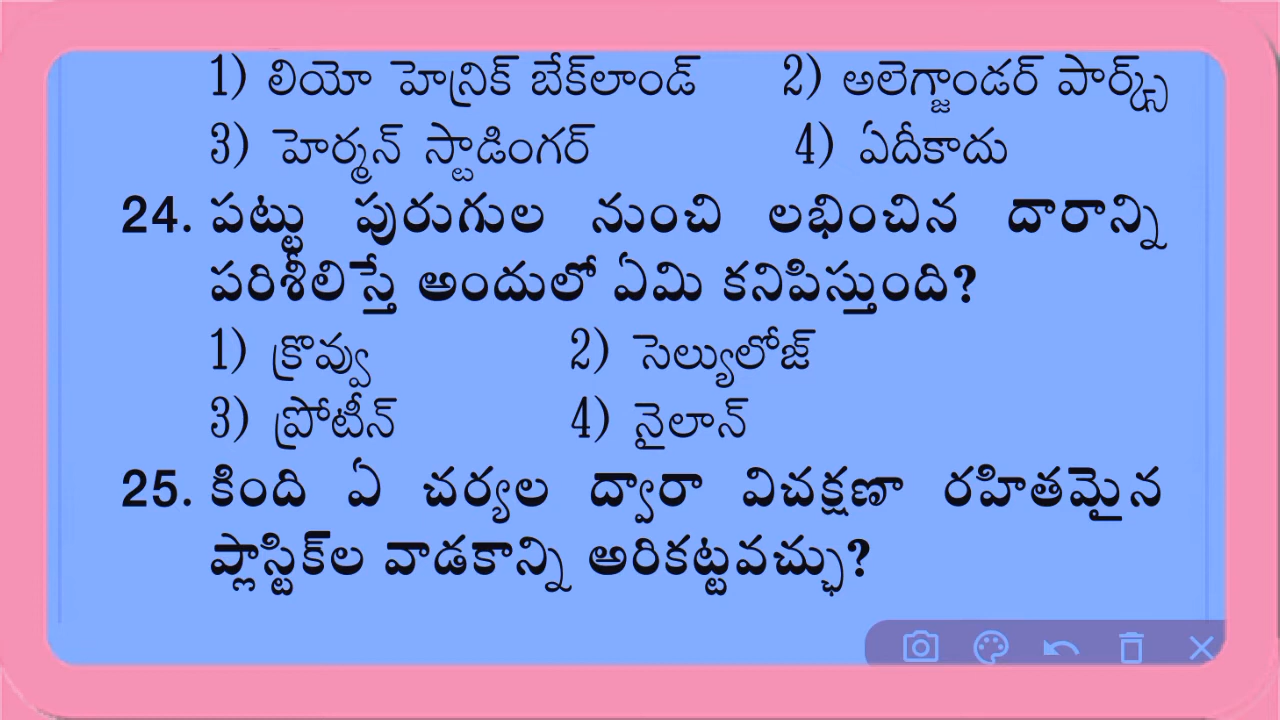 1) లియో హెన్రిక్ బేక్‌లాండ్ 2) అలెగ్జాండర్ పార్క్స్
3) హెర్మన్ స్టాడింగర్ 4) ఏదీకాదు
24. పట్టు పురుగుల నుంచి లభించిన దారాన్ని
పరిశీలిస్తే అందులో ఏమి కనిపిస్తుంది?
1) క్రొవ్వు 2) సెల్యులోజ్
3) ప్రోటీన్ 4) నైలాన్
25. కింది ఏ చర్యల ద్వారా విచక్షణా రహితమైన
ప్లాస్టిక్‌ల వాడకాన్ని అరికట్టవచ్ఛు?